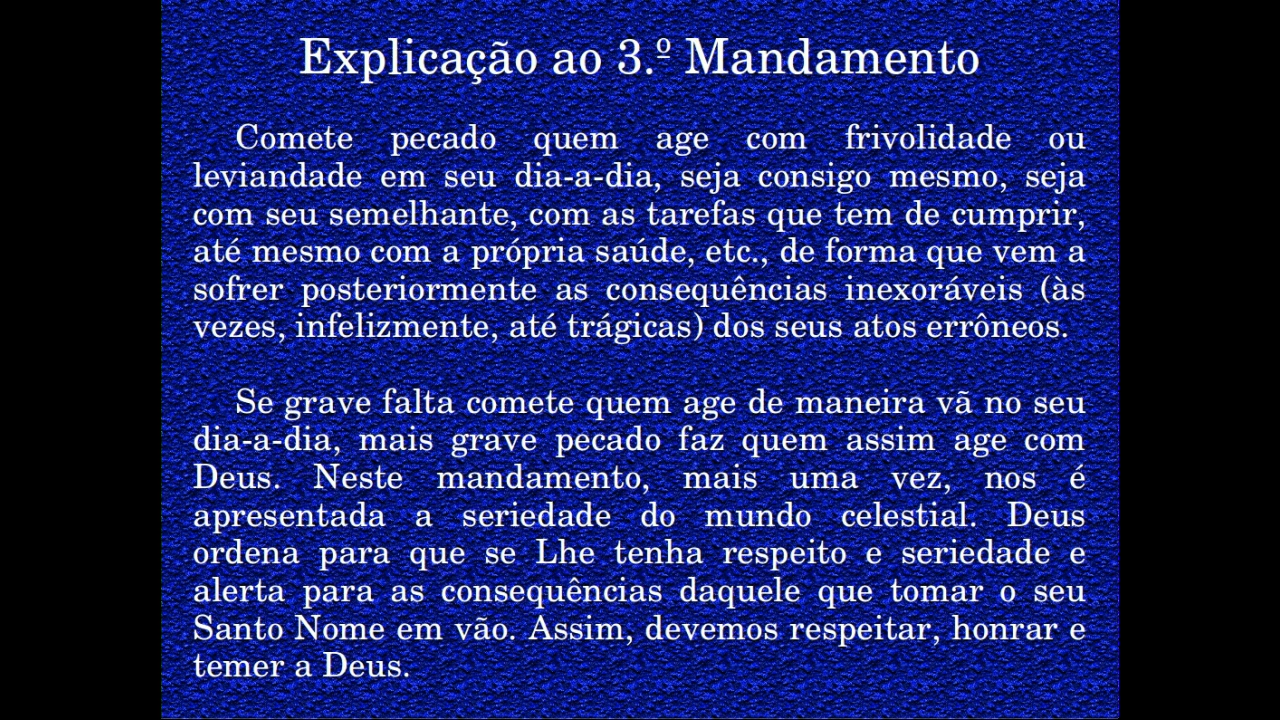 Explicação ao 3.º Mandamento
Comete pecado quem age com frivolidade ou
leviandade em seu dia-a-dia, seja consigo mesmo, seja
com seu semelhante, com as tarefas que tem de cumprir,
até mesmo com a própria saúde, etc., de forma que vem a
sofrer posteriormente as consequências inexoráveis (às
vezes, infelizmente, até trágicas) dos seus atos errôneos.
Se grave falta comete quem age de maneira vã no seu
dia-a-dia, mais grave pecado faz quem assim age com
Deus. Neste mandamento, mais uma vez, nos é
apresentada a seriedade do mundo celestial. Deus
ordena para que se Lhe tenha respeito e seriedade e
alerta para as consequências daquele que tomar o seu
Santo Nome em vão. Assim, devemos respeitar, honrar e
temer a Deus.